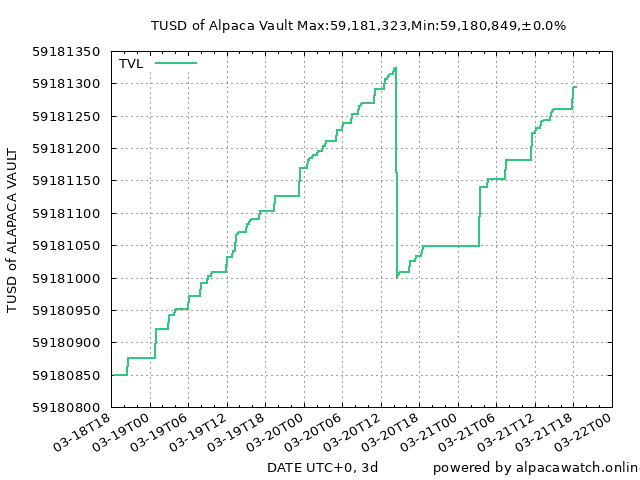 TUSD of Alpaca Vault Max:59,181,323,Min:59,180,849,±0.0%
TVL
59181350
59181300
59181250
59181200
59181150
59181100
59181050
59181000
59180950
59180900
59180850
59180800
TUSD of ALAPACA VAULT
03-18T18
03-19T00
03-19T06
03-19T12
03-19T18
03-20T00
03-20T06
03-20T12
03-20T18
03-21T00
03-21T06
03-21T12
03-21T18
03-22T00
DATE UTC+0, 3d
powered by alpacawatch.onlin